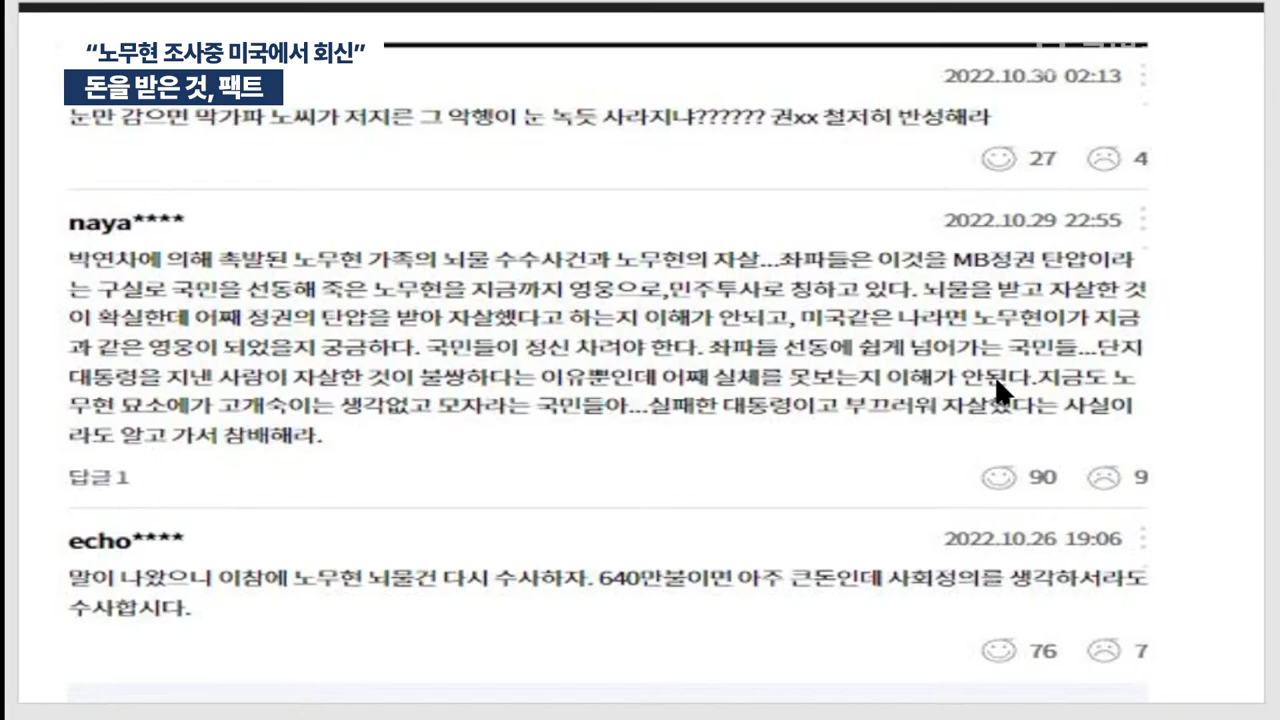 “노무현 조사중 미국에서 회신”
돈을 받은 것, 팩트
2022.10.30 02:13
눈만 감으면 막가파 노씨가 저지른 그 악행이 눈 녹듯 사라지냐?????? 권xx 철저히 반성해라
27 4
naya****
2022.10.29 22:55
박연차에 의해 촉발된 노무현 가족의 뇌물 수수사건과 노무현의 자살...좌파들은 이것을 MB정권 탄압이라
는 구실로 국민을 선동해 죽은 노무현을 지금까지 영웅으로,민주투사로 칭하고 있다. 뇌물을 받고 자살한 것
이 확실한데 어째 정권의 탄압을 받아 자살했다고 하는지 이해가 안되고, 미국같은 나라면 노무현이가 지금
과 같은 영웅이 되었을지 궁금하다. 국민들이 정신 차려야 한다. 좌파들 선동에 쉽게 넘어가는 국민들...단지
대통령을 지낸 사람이 자살한 것이 불쌍하다는 이유뿐인데 어째 실체를 못보는지 이해가 안된다.지금도 노
무현 묘소에가 고개숙이는 생각없고 모자라는 국민들아...실패한 대통령이고 부끄러워 자살했다는 사실이
라도 알고 가서 참배해라.
답글 1
90 9
echo****
2022.10.26 19:06
말이 나왔으니 이참에 노무현 뇌물건 다시 수사하자. 640만불이면 아주 큰돈인데 사회정의를 생각하서라도
수사합시다.
76 7